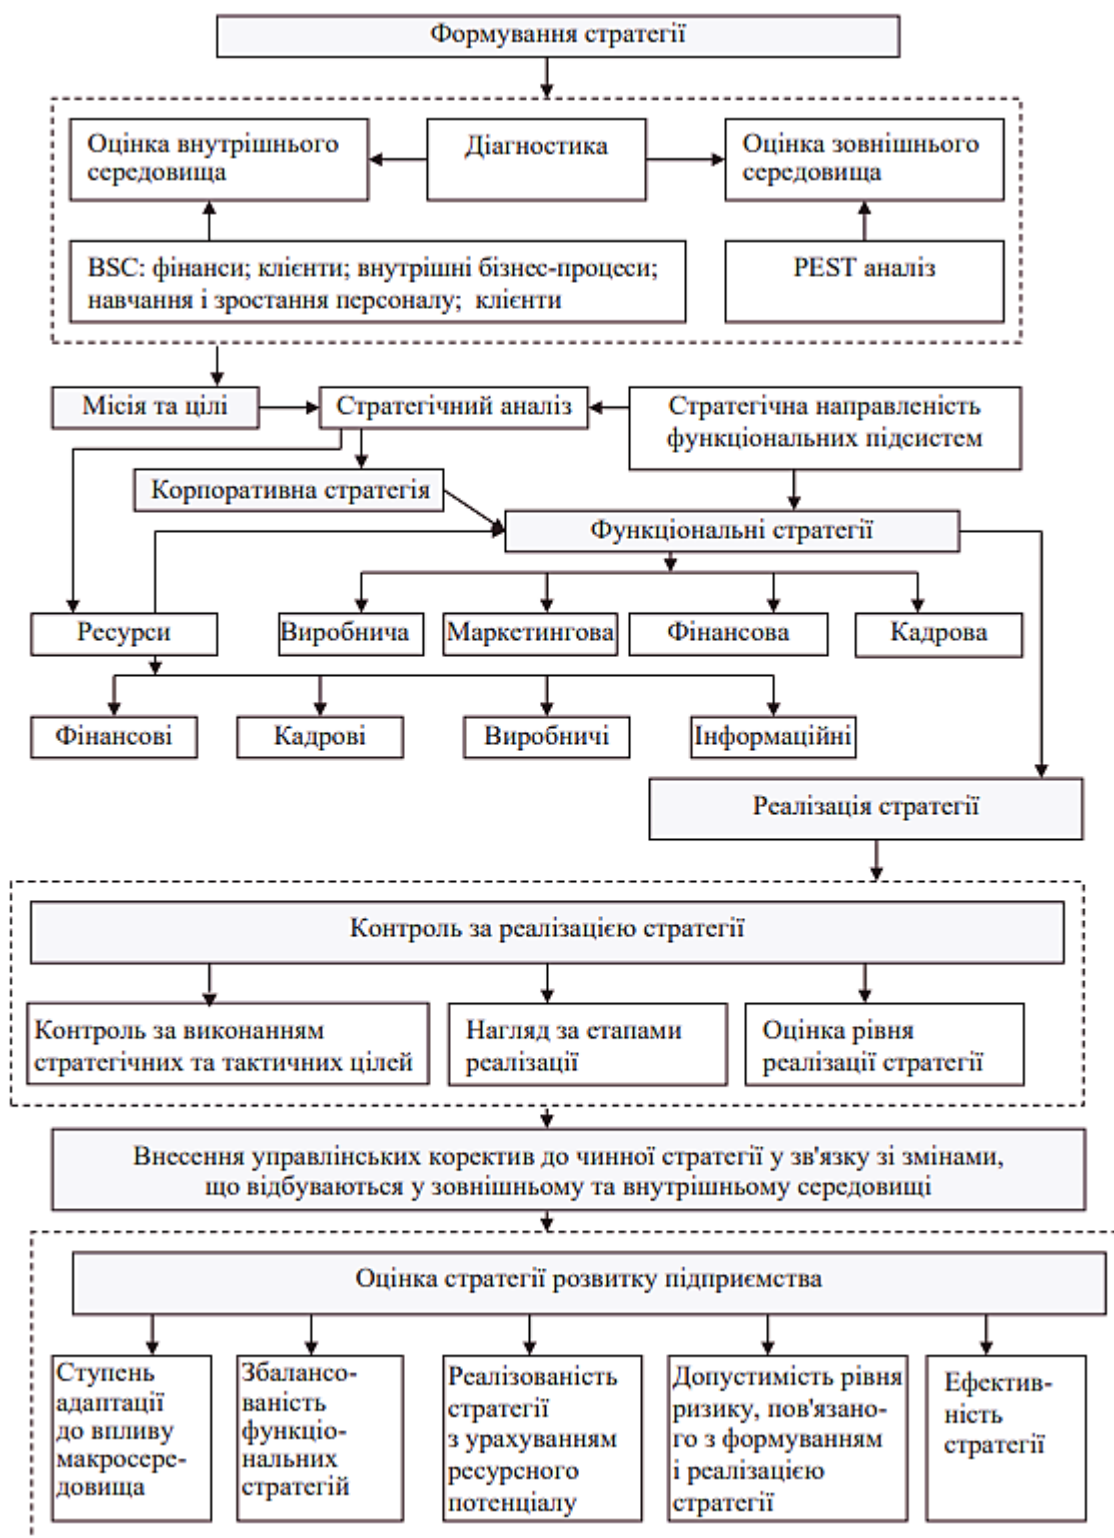 Формування стратегії
Оцінка внутрішнього
середовища
Діагностика
Оцінка зовнішнього
середовища
BSC: фінанси; клієнти; внутрішні бізнес-процеси;
навчання і зростання персоналу; клієнти
PEST аналіз
Місія та цілі
Стратегічний аналіз
Стратегічна направленість
функціональних підсистем
Корпоративна стратегія
Функціональні стратегії
Ресурси
Виробнича
Маркетингова
Фінансова
Кадрова
Фінансові
Кадрові
Виробничі
Інформаційні
Реалізація стратегії
Контроль за реалізацією стратегії
Контроль за виконанням
стратегічних та тактичних цілей
Нагляд за етапами
реалізації
Оцінка рівня
реалізації стратегії
Внесення управлінських коректив до чинної стратегії у зв'язку зі змінами,
що відбуваються у зовнішньому та внутрішньому середовищі
Оцінка стратегії розвитку підприємства
Ступень
адаптації
до впливу
макросере-
довища
Збалансо-
ваність
функціо-
нальних
стратегій
Реалізованість
стратегії
з урахуванням
ресурсного
потенціалу
Допустимість рівня
ризику, пов'язано-
го з формуванням
і реалізацією
стратегії
Ефектив-
ність
стратегії